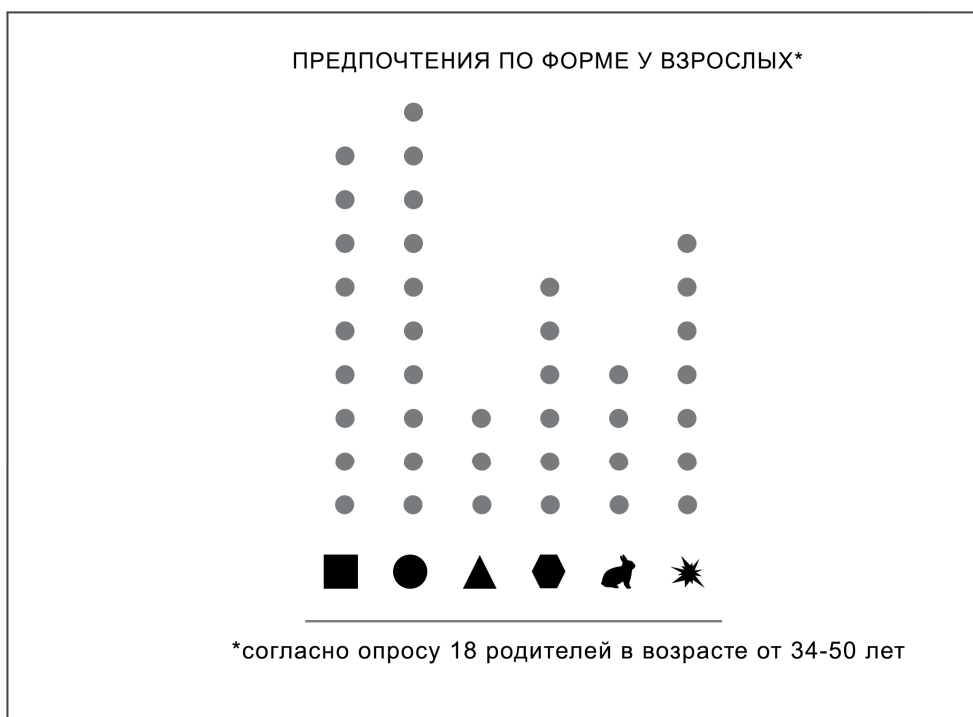 ПРЕДПОЧТЕНИЯ ПО ФОРМЕ У ВЗРОСЛЫХ*
*согласно опросу 18 родителей в возрасте от 34-50 лет